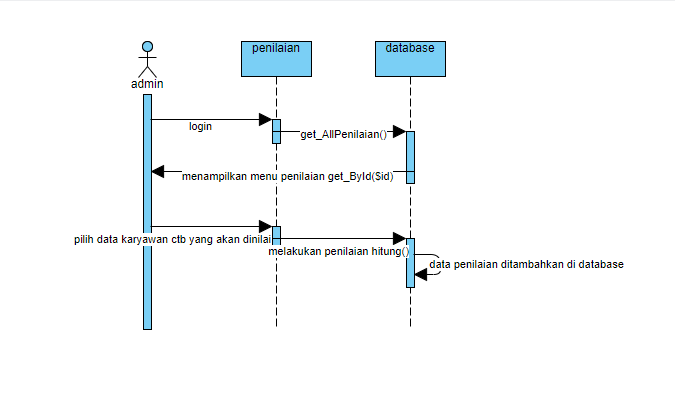 penilaian
database
admin
login
get_AllPenilaian()
menampilkan menu penilaian get_ById($id)
pilih data karyawan ctb yang akan dinilai
melakukan penilaian hitung()
data penilaian ditambahkan di database